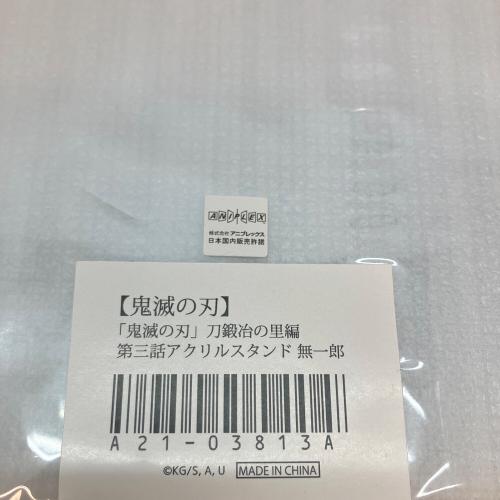 ANIPLEX
株式会社 アニプレックス
日本国内販売許諾
【鬼滅の刃】
「鬼滅の刃」刀鍛冶の里編
第三話アクリルスタンド 無一郎
A21-03813A
©KG/S, A, U MADE IN CHINA